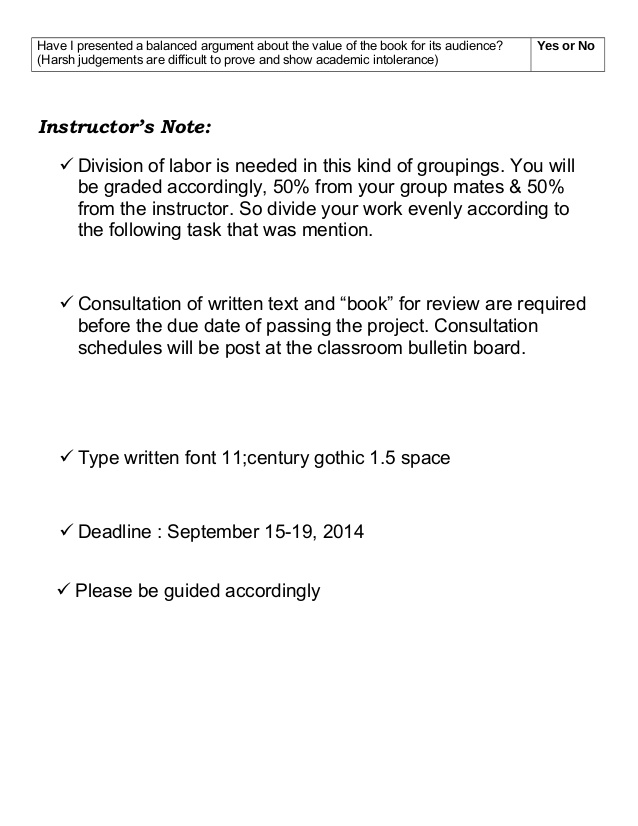 Have I presented a balanced argument about the value of the book for its audience?
(Harsh judgements are difficult to prove and show academic intolerance)
Yes or No
Instructor's Note:
✓ Division of labor is needed in this kind of groupings. You will
be graded accordingly, 50% from your group mates & 50%
from the instructor. So divide your work evenly according to
the following task that was mention.
✓ Consultation of written text and “book” for review are required
before the due date of passing the project. Consultation
schedules will be post at the classroom bulletin board.
✓ Type written font 11;century gothic 1.5 space
✓ Deadline : September 15-19, 2014
✓ Please be guided accordingly